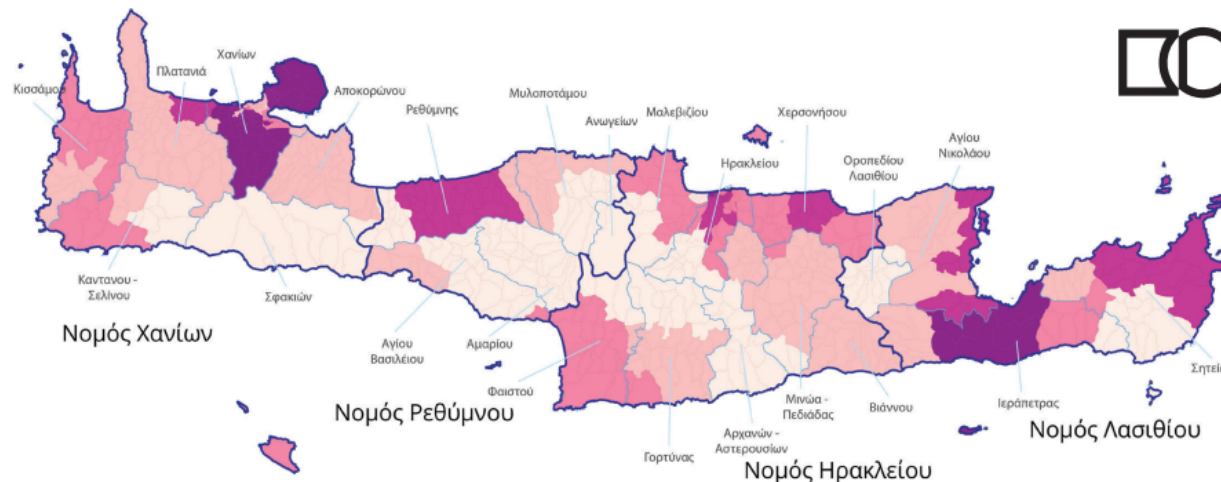 Χανίων
Πλατανιά
Κισσάμου
Αποκορώνου
Ρεθύμνης
Μυλοποτάμου
Ανωγείων
Μαλεβιζίου
Ηρακλείου
Χερσονήσου
Οροπεδίου
Λασιθίου
Αγίου
Νικολάου
Καντανου -
Σελίνου
Σφακιών
Νομός Χανίων
Αγίου
Βασιλείου
Αμαρίου
Φαιστού
Νομός Ρεθύμνου
Γορτύνας
Αρχανών -
Αστερουσίων
Μινώα -
Πεδιάδας
Βιάννου
Νομός Ηρακλείου
Ιεράπετρας
Σητεία
Νομός Λασιθίου